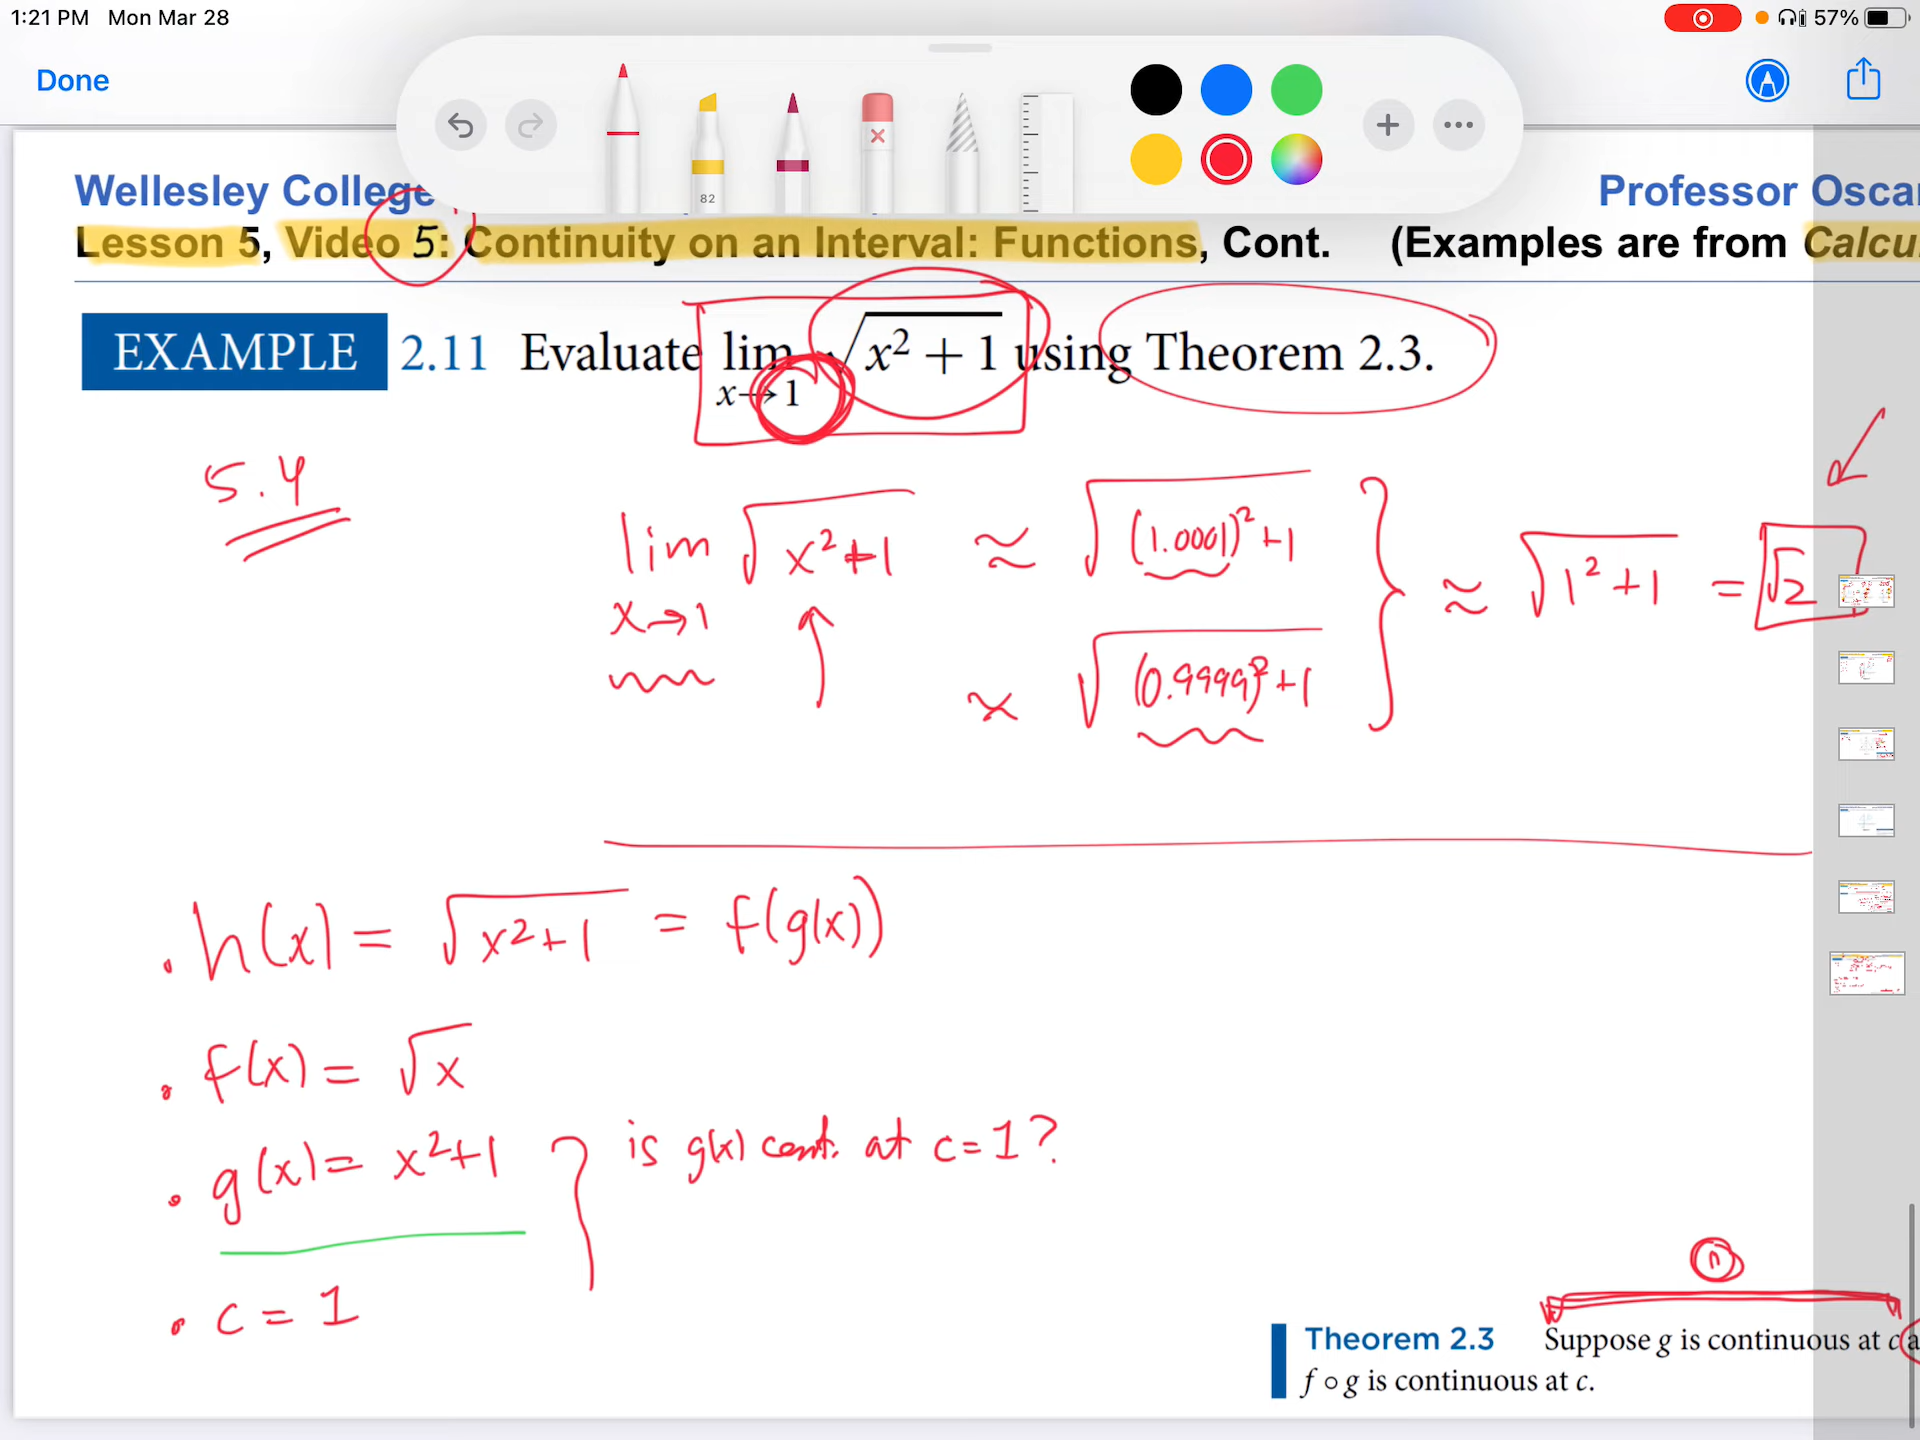 1:21 PM Mon Mar 28
57%
Done
82
Wellesley College
Professor Oscar
Lesson 5, Video 5: Continuity on an Interval: Functions, Cont. (Examples are from Calcu
EXAMPLE 2.11 Evaluate lim x→1 √(x² + 1) using Theorem 2.3.
5.4
lim x→1 √(x²+1) ≈ √((1.0001)²+1)
≈ √((0.9999)²+1)
≈ √(1²+1) = √2
• h(x) = √(x²+1) = f(g(x))
• f(x) = √x
• g(x) = x²+1 is g(x) cont. at c=1?
• c = 1
Theorem 2.3 Suppose g is continuous at c a
f ∘ g is continuous at c.